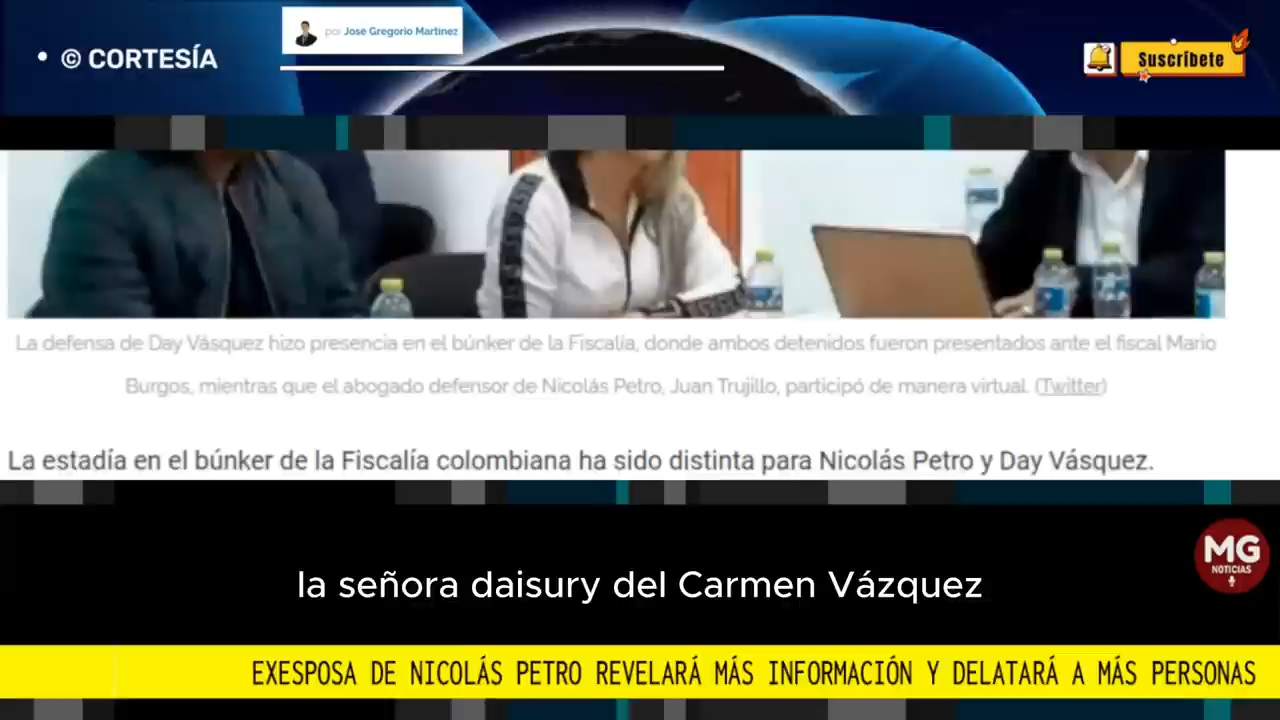 • © CORTESÍA
por José Gregorio Martínez
Suscríbete
La defensa de Day Vásquez hizo presencia en el búnker de la Fiscalía, donde ambos detenidos fueron presentados ante el fiscal Mario
Burgos, mientras que el abogado defensor de Nicolás Petro, Juan Trujillo, participó de manera virtual. (Twitter)
La estadía en el búnker de la Fiscalía colombiana ha sido distinta para Nicolás Petro y Day Vásquez.
la señora daisury del Carmen Vázquez
MG
NOTICIAS
EXESPOSA DE NICOLÁS PETRO REVELARÁ MÁS INFORMACIÓN Y DELATARÁ A MÁS PERSONAS